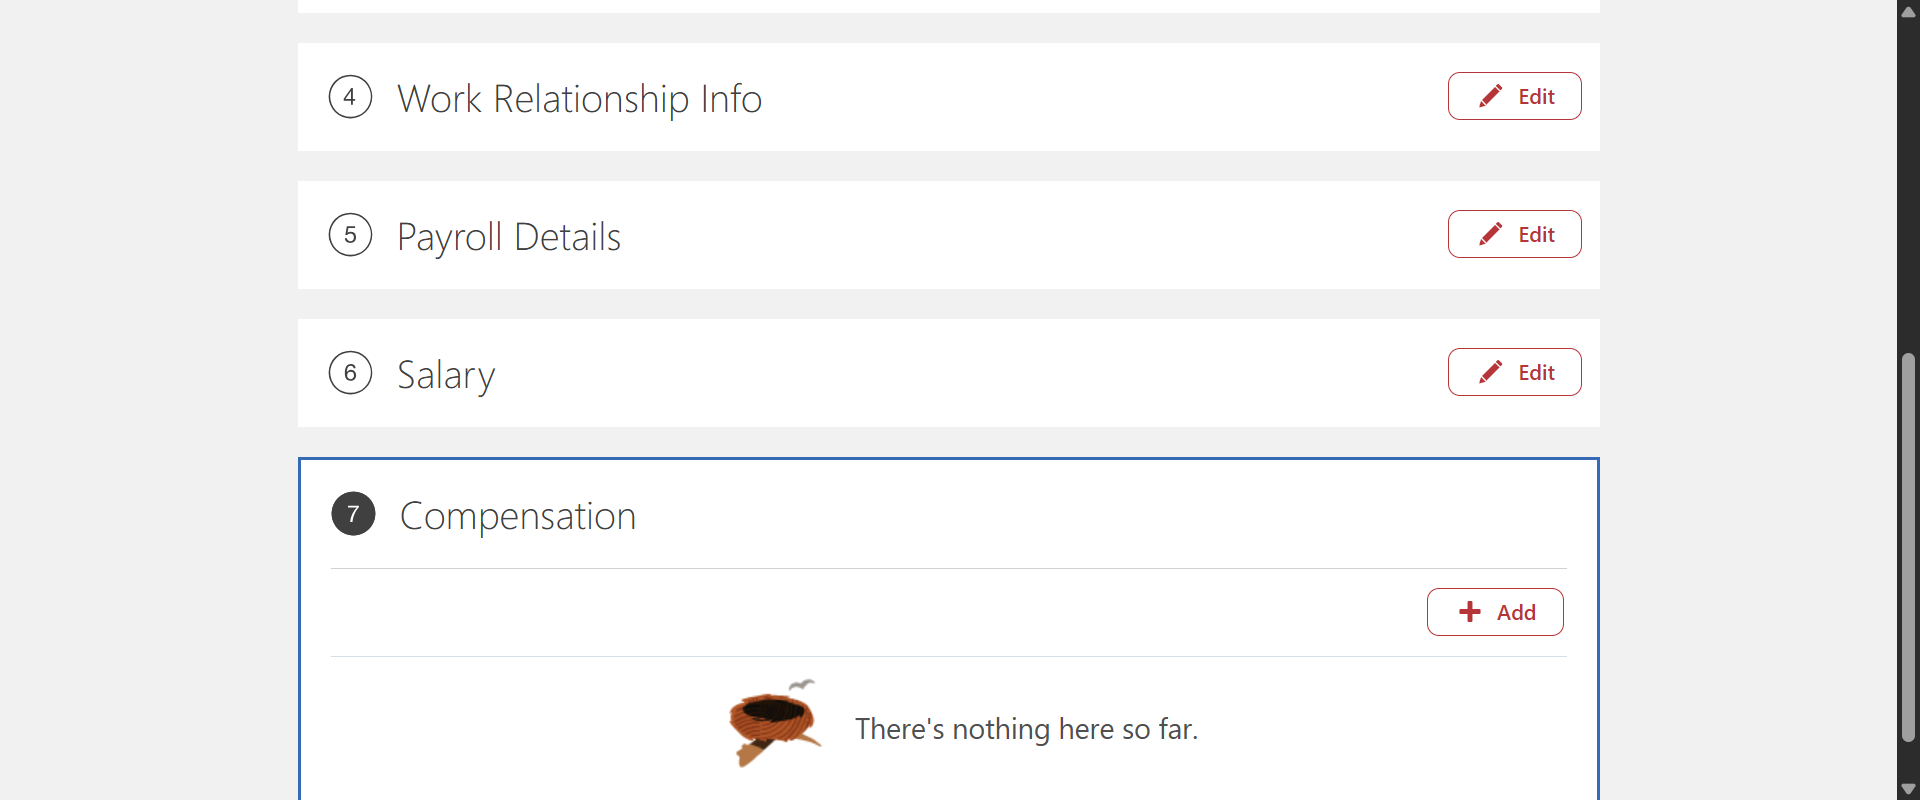 4 Work Relationship Info Edit
5 Payroll Details Edit
6 Salary Edit
7 Compensation
Add
There's nothing here so far.